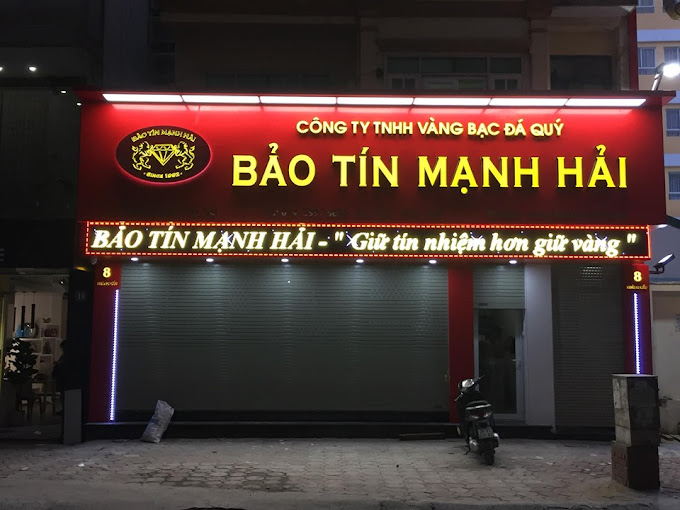 CÔNG TY TNHH VÀNG BẠC ĐÁ QUÝ
BẢO TÍN MẠNH HẢI
SINCE 1992
BẢO TÍN MẠNH HẢI
BẢO TÍN MẠNH HẢI - " Giữ tín nhiệm hơn giữ vàng "
8
8